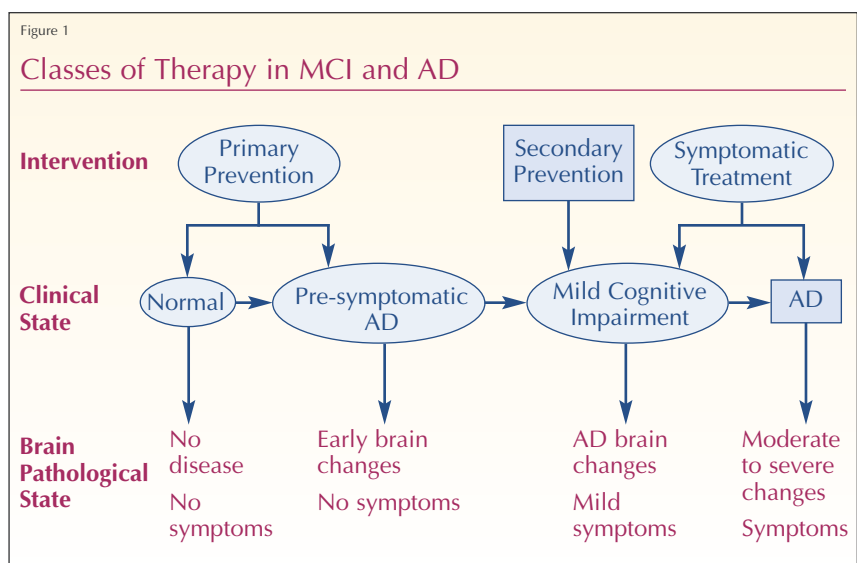 Figure 1
Classes of Therapy in MCI and AD
Intervention
Primary
Prevention
Secondary
Prevention
Symptomatic
Treatment
Clinical
State
Normal
Pre-symptomatic
AD
Mild Cognitive
Impairment
AD
Brain
Pathological
State
No
disease
No
symptoms
Early brain
changes
No symptoms
AD brain
changes
Mild
symptoms
Moderate
to severe
changes
Symptoms